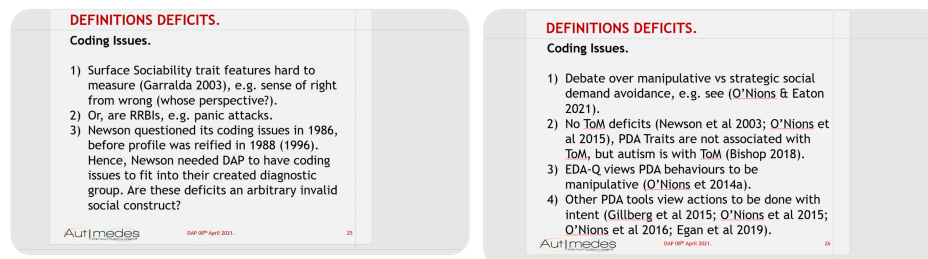 DEFINITIONS DEFICITS.
Coding Issues.
1) Surface Sociability trait features hard to
measure (Garralda 2003), e.g. sense of right
from wrong (whose perspective?).
2) Or, are RRBIs, e.g. panic attacks.
3) Newson questioned its coding issues in 1986,
before profile was reified in 1988 (1996).
Hence, Newson needed DAP to have coding
issues to fit into their created diagnostic
group. Are these deficits an arbitrary invalid
social construct?
Aut|medes
DAP 08th April 2021.
25
DEFINITIONS DEFICITS.
Coding Issues.
1) Debate over manipulative vs strategic social
demand avoidance, e.g. see (O’Nions & Eaton
2021).
2) No ToM deficits (Newson et al 2003; O’Nions et
al 2015), PDA Traits are not associated with
ToM, but autism is with ToM (Bishop 2018).
3) EDA-Q views PDA behaviours to be
manipulative (O’Nions et 2014a).
4) Other PDA tools view actions to be done with
intent (Gillberg et al 2015; O’Nions et al 2015;
O’Nions et al 2016; Egan et al 2019).
Aut|medes
DAP 08th April 2021.
26